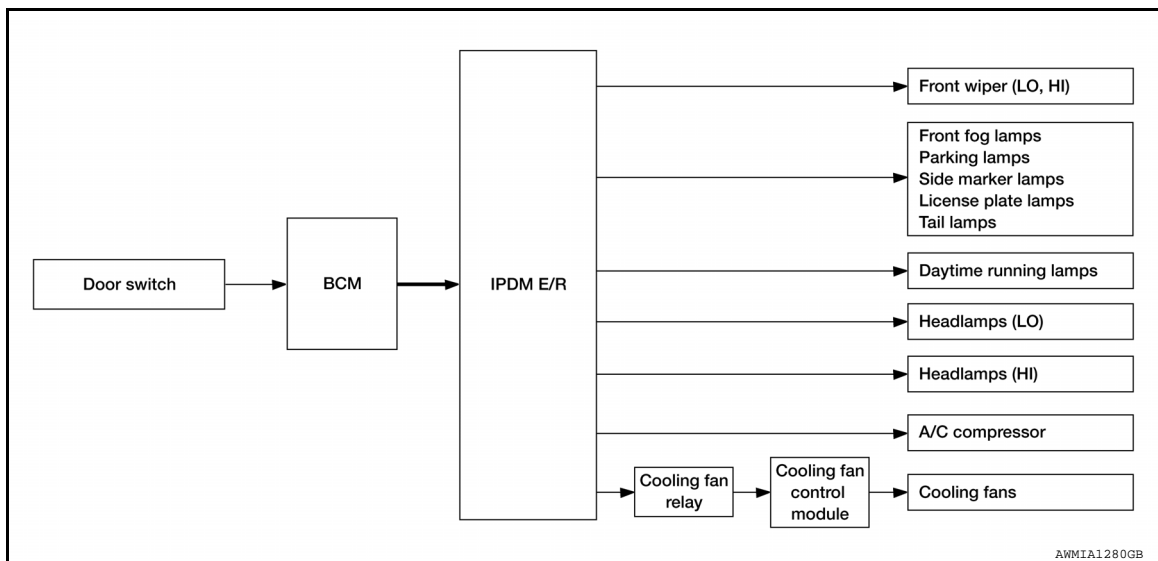 Front wiper (LO, HI)
Front fog lamps
Parking lamps
Side marker lamps
License plate lamps
Tail lamps
Door switch
BCM
IPDM E/R
Daytime running lamps
Headlamps (LO)
Headlamps (HI)
A/C compressor
Cooling fan
relay
Cooling fan
control
module
Cooling fans
AWMIA1280GB